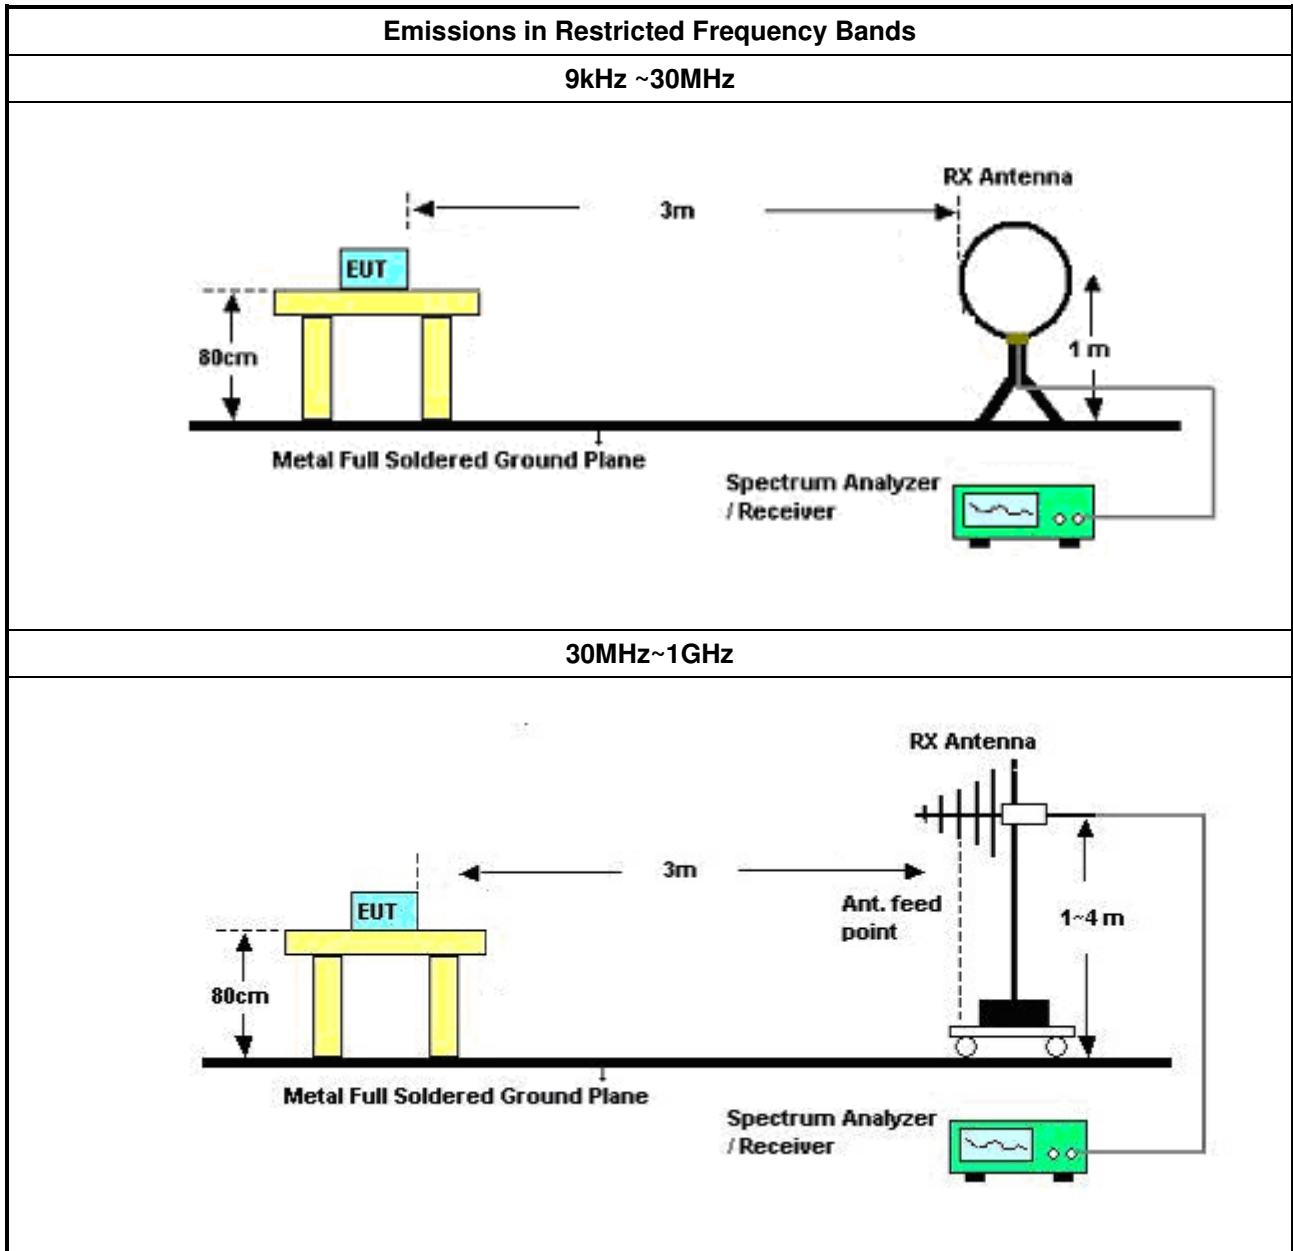 Emissions in Restricted Frequency Bands
9kHz ~30MHz
RX Antenna
3m
EUT
80cm
1 m
Metal Full Soldered Ground Plane
Spectrum Analyzer
/ Receiver
30MHz~1GHz
RX Antenna
3m
EUT
Ant. feed
point
1~4 m
80cm
Metal Full Soldered Ground Plane
Spectrum Analyzer
/ Receiver